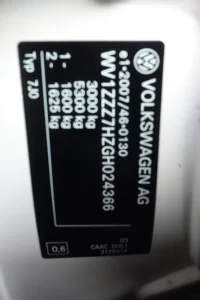 VOLKSWAGEN AG
e1*2007/46*0130
WV1ZZZ7HZGH024366
3000 kg
5300 kg
1- 1600 kg
2- 1625 kg
Typ 7J0
0,6